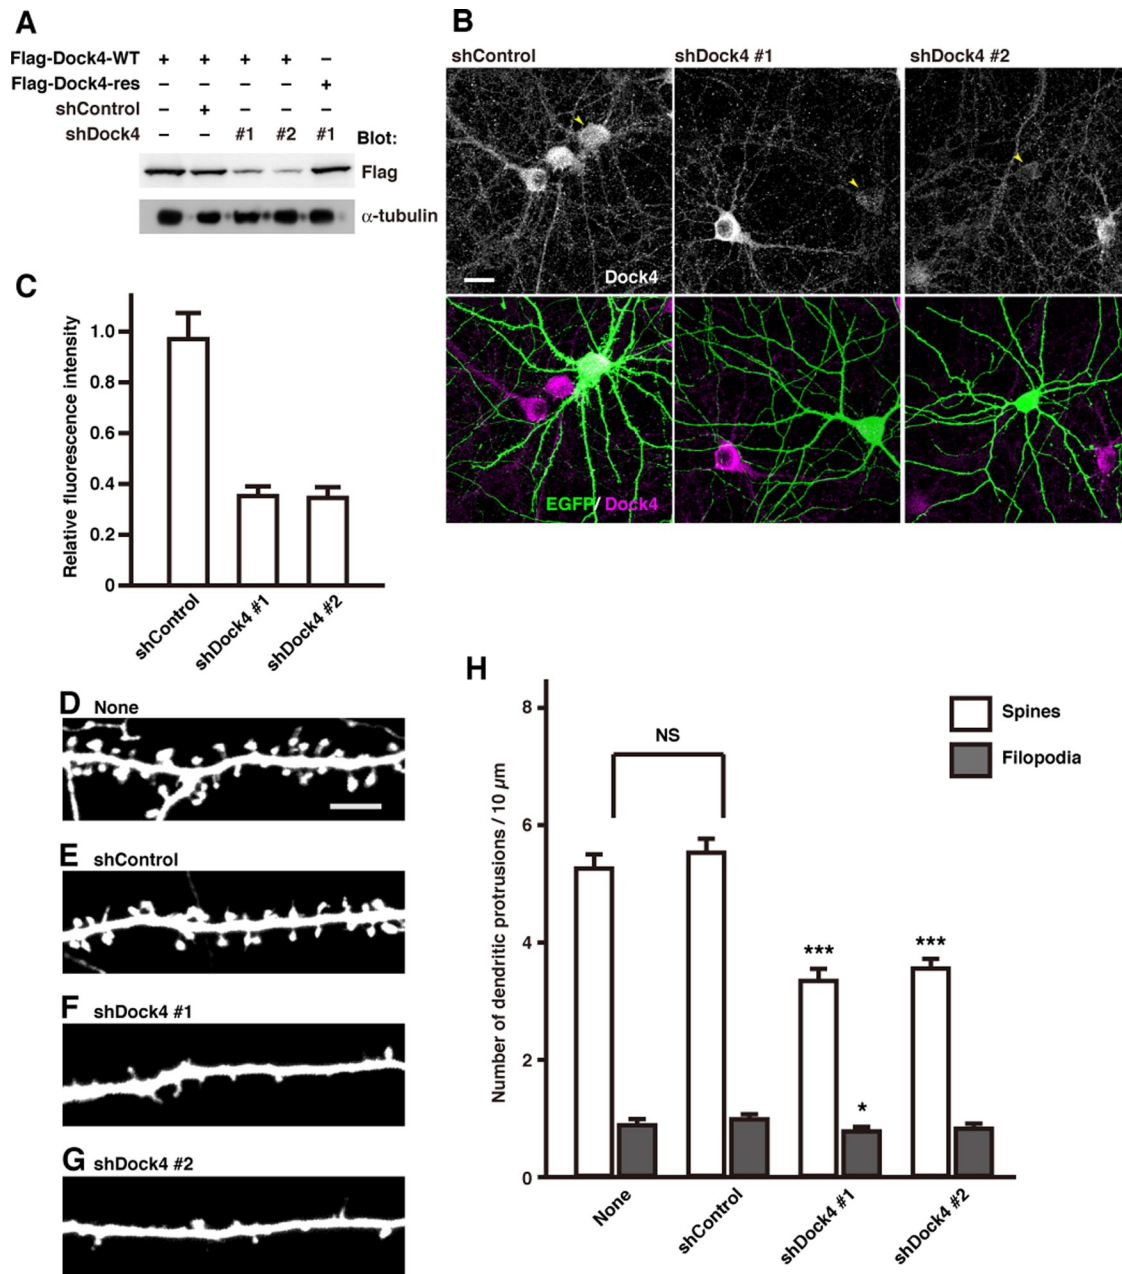 A
Flag-Dock4-WT + + + + –
Flag-Dock4-res – – – – +
shControl – + – – –
shDock4 – – #1 #2 #1 Blot:
Flag
α-tubulin
B
shControl shDock4 #1 shDock4 #2
Dock4
EGFP/ Dock4
C
Relative fluorescence intensity
1.0
0.8
0.6
0.4
0.2
0
shControl
shDock4 #1
shDock4 #2
D None
E shControl
F shDock4 #1
G shDock4 #2
H
Number of dendritic protrusions / 10 µm
8
6
4
2
0
NS
***
***
*
Spines
Filopodia
None
shControl
shDock4 #1
shDock4 #2